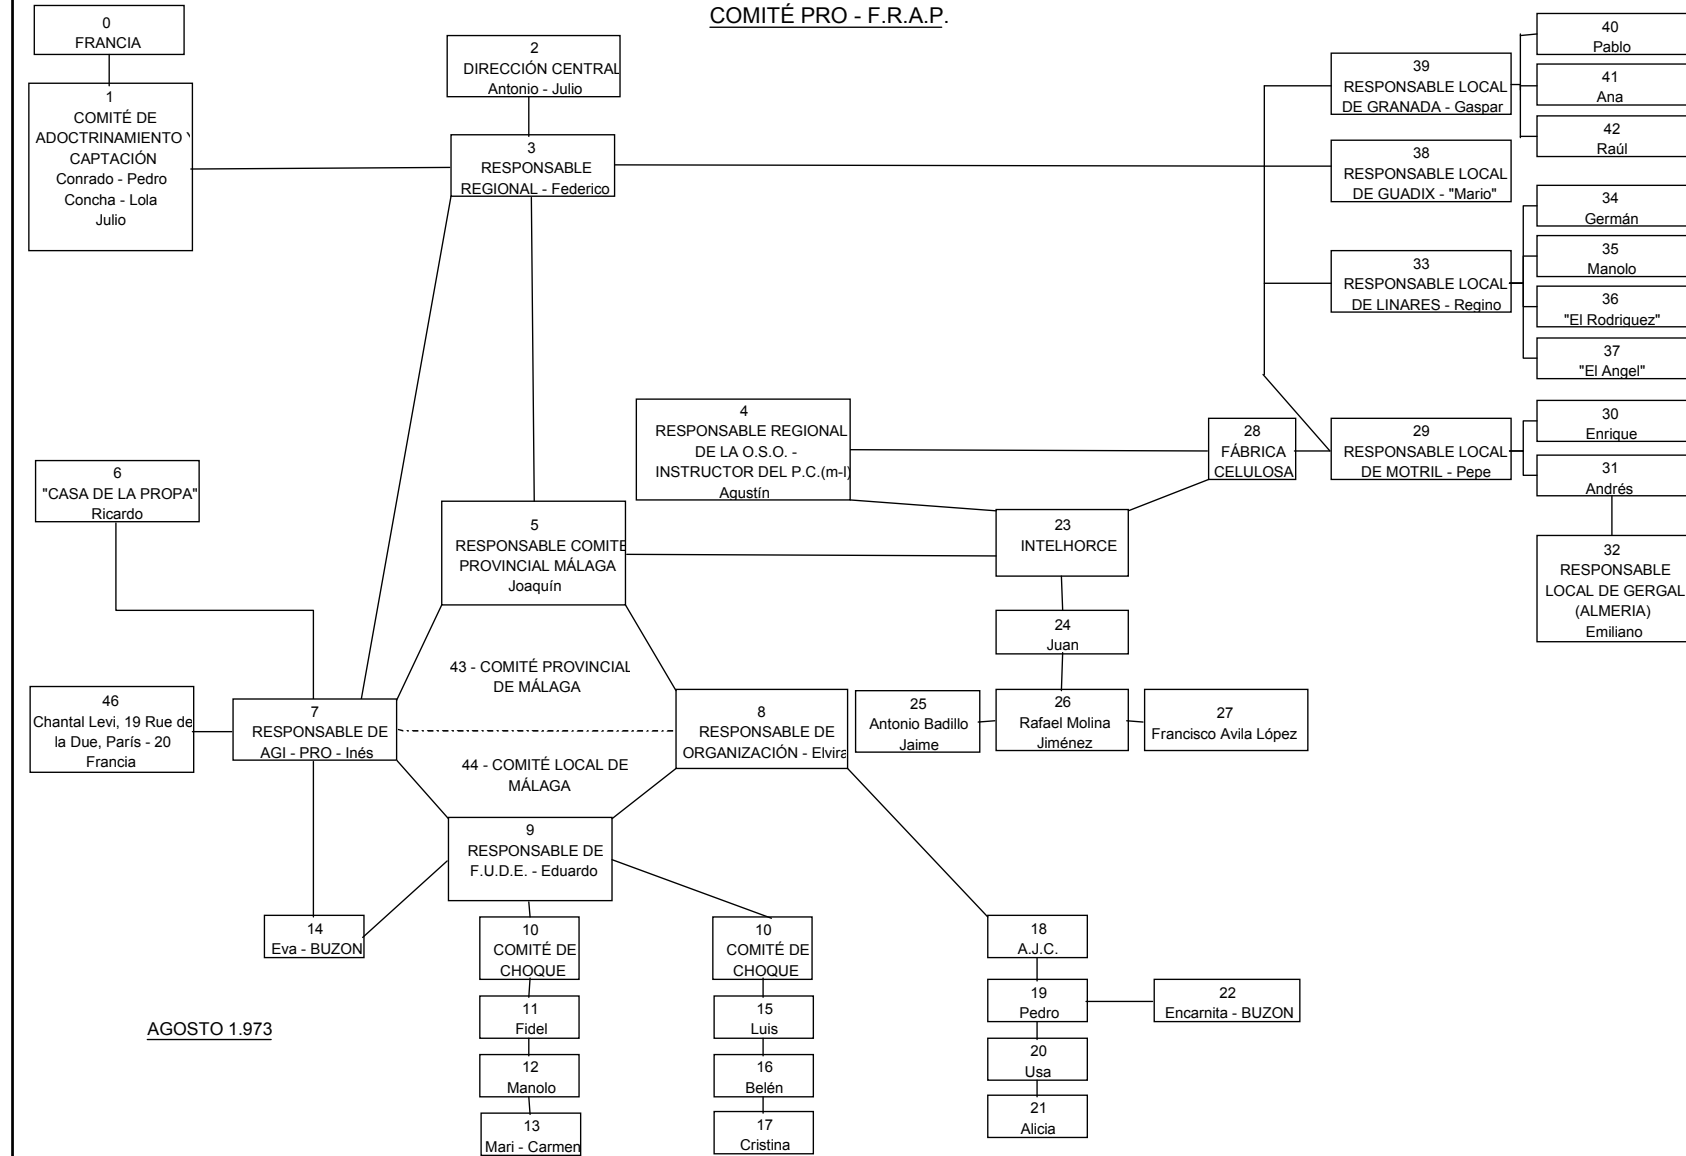 COMITÉ PRO - F.R.A.P.
0
FRANCIA
1
COMITÉ DE
ADOCTRINAMIENTO Y
CAPTACIÓN
Conrado - Pedro
Concha - Lola
Julio
2
DIRECCIÓN CENTRAL
Antonio - Julio
3
RESPONSABLE
REGIONAL - Federico
39
RESPONSABLE LOCAL
DE GRANADA - Gaspar
40
Pablo
41
Ana
42
Raúl
38
RESPONSABLE LOCAL
DE GUADIX - "Mario"
33
RESPONSABLE LOCAL
DE LINARES - Regino
34
Germán
35
Manolo
36
"El Rodriguez"
37
"El Angel"
4
RESPONSABLE REGIONAL
DE LA O.S.O. -
INSTRUCTOR DEL P.C.(m-l)
Agustín
28
FÁBRICA
CELULOSA
29
RESPONSABLE LOCAL
DE MOTRIL - Pepe
30
Enrique
31
Andrés
32
RESPONSABLE
LOCAL DE GERGAL
(ALMERIA)
Emiliano
6
"CASA DE LA PROPA"
Ricardo
5
RESPONSABLE COMITÉ
PROVINCIAL MÁLAGA
Joaquín
23
INTELHORCE
24
Juan
25
Antonio Badillo
Jaime
26
Rafael Molina
Jiménez
27
Francisco Avila López
43 - COMITÉ PROVINCIAL
DE MÁLAGA
46
Chantal Levi, 19 Rue de
la Due, París - 20
Francia
7
RESPONSABLE DE
AGI - PRO - Inés
8
RESPONSABLE DE
ORGANIZACIÓN - Elvira
44 - COMITÉ LOCAL DE
MÁLAGA
9
RESPONSABLE DE
F.U.D.E. - Eduardo
14
Eva - BUZON
10
COMITÉ DE
CHOQUE
11
Fidel
12
Manolo
13
Mari - Carmen
10
COMITÉ DE
CHOQUE
15
Luis
16
Belén
17
Cristina
18
A.J.C.
19
Pedro
20
Usa
21
Alicia
22
Encarnita - BUZON
AGOSTO 1.973